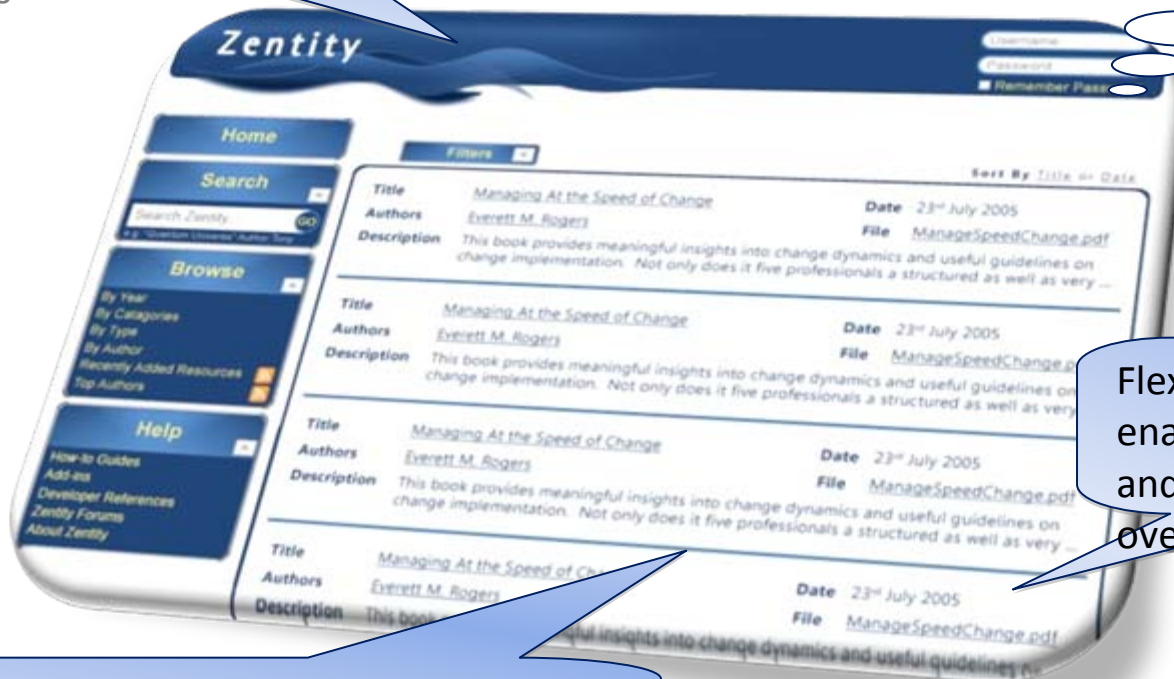 Zentity
Username
Password
Remember
Home
Filters
Sort By Title or Date
Search
Search Zentity
GO
Browse
By Year
By Catagories
By Type
By Author
Recently Added Resources
Top Authors
Help
How-to Guides
Add-ins
Developer References
Zentity Forums
About Zentity
Title Managing At the Speed of Change Date 23rd July 2005
Authors Everett M. Rogers File ManageSpeedChange.pdf
Description This book provides meaningful insights into change dynamics and useful guidelines on
change implementation. Not only does it five professionals a structured as well as very ...
Title Managing At the Speed of Change Date 23rd July 2005
Authors Everett M. Rogers File ManageSpeedChange.p
Description This book provides meaningful insights into change dynamics and useful guidelines on
change implementation. Not only does it five professionals a structured as well as very
Title Managing At the Speed of Change Date 23rd July 2005
Authors Everett M. Rogers File ManageSpeedChange.pdf
Description This book provides meaningful insights into change dynamics and useful guidelines on
change implementation. Not only does it five professionals a structured as well as very ...
Title Managing At the Speed of Date 23rd July 2005
Authors Everett M. Rogers File ManageSpeedChange.pdf
Description This insights into change dynamics and useful guidelines
Flex
ena
and
ove